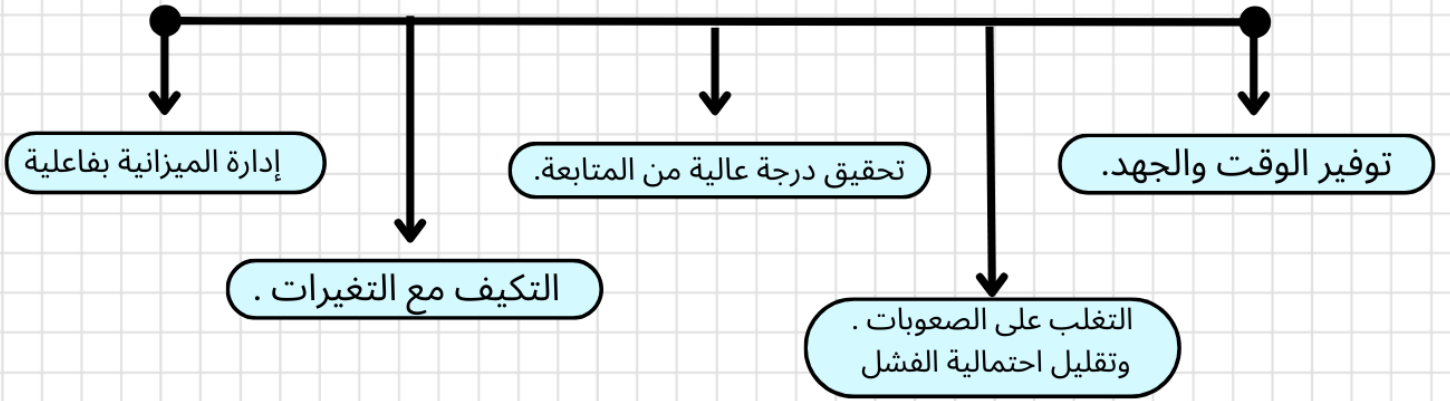 توفير الوقت والجهد.
التغلب على الصعوبات .
وتقليل احتمالية الفشل
تحقيق درجة عالية من المتابعة.
التكيف مع التغيرات .
إدارة الميزانية بفاعلية